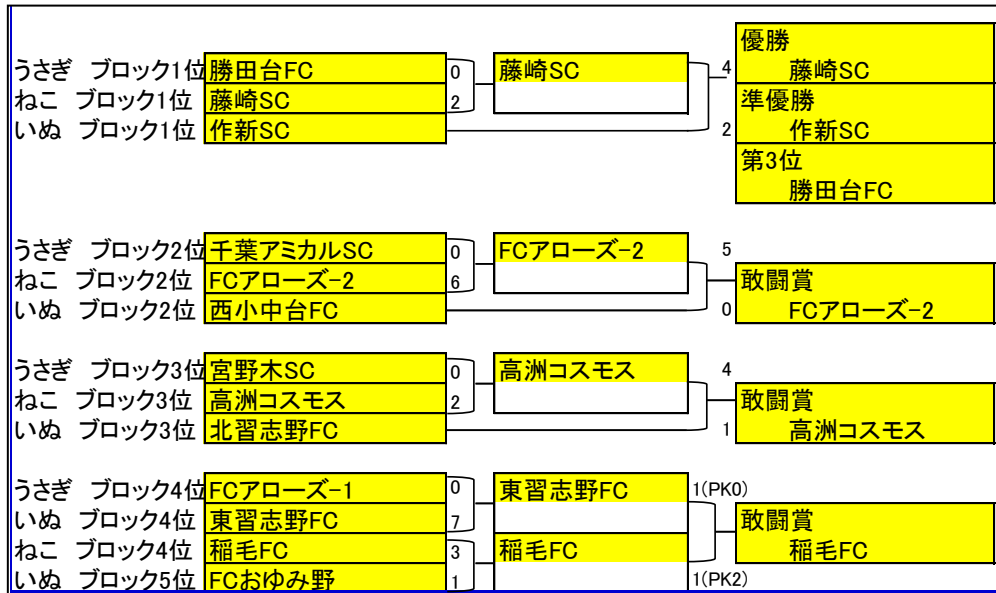 優勝
うさぎ ブロック1位 勝田台FC 0 藤崎SC 4 藤崎SC
ねこ ブロック1位 藤崎SC 2 準優勝
いぬ ブロック1位 作新SC 2 作新SC
第3位
勝田台FC
うさぎ ブロック2位 千葉アミカルSC 0 FCアローズ-2 5
ねこ ブロック2位 FCアローズ-2 6 敢闘賞
いぬ ブロック2位 西小中台FC 0 FCアローズ-2
うさぎ ブロック3位 宮野木SC 0 高洲コスモス 4
ねこ ブロック3位 高洲コスモス 2 敢闘賞
いぬ ブロック3位 北習志野FC 1 高洲コスモス
うさぎ ブロック4位 FCアローズ-1 0 東習志野FC 1(PK0)
いぬ ブロック4位 東習志野FC 7 敢闘賞
ねこ ブロック4位 稲毛FC 3 稲毛FC 稲毛FC
いぬ ブロック5位 FCおゆみ野 1 1(PK2)